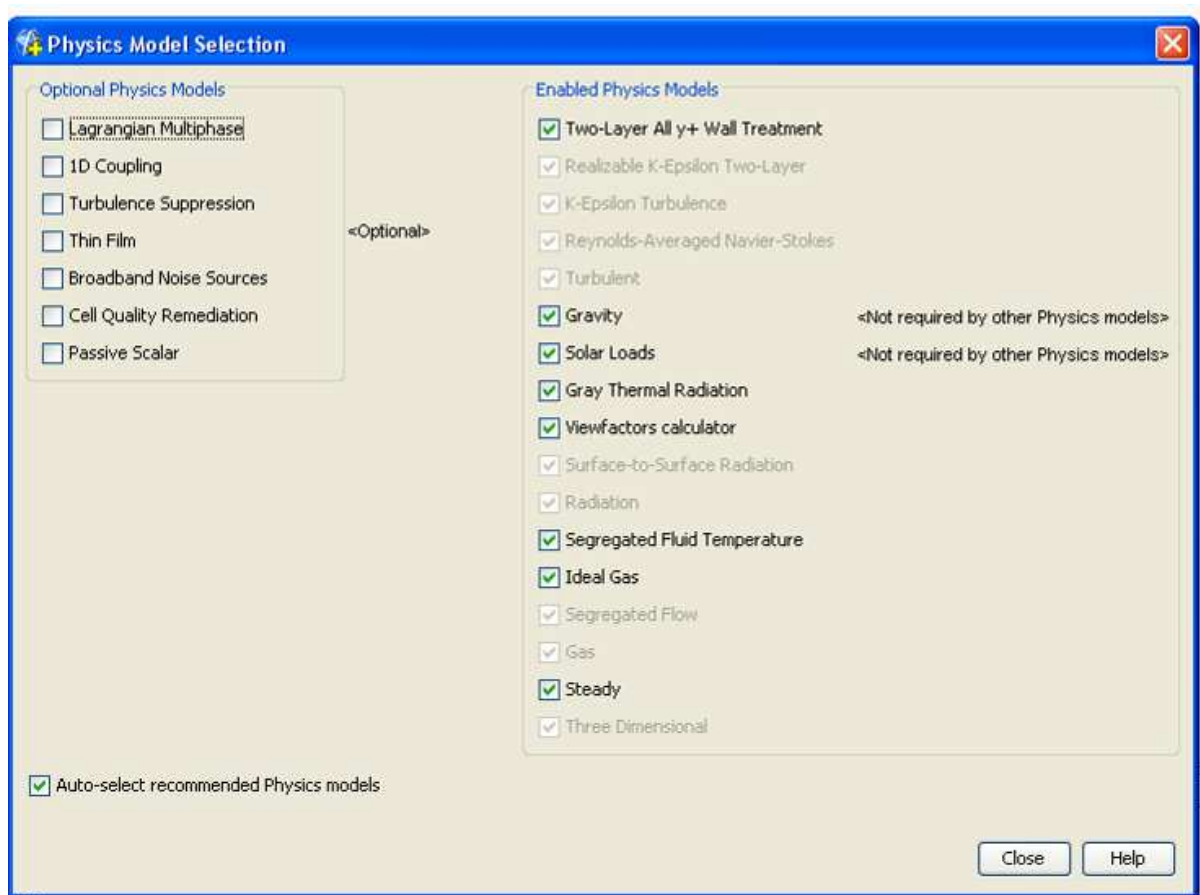 Physics Model Selection
Optional Physics Models
Lagrangian Multiphase
1D Coupling
Turbulence Suppression
Thin Film
Broadband Noise Sources
Cell Quality Remediation
Passive Scalar
<Optional>
Enabled Physics Models
Two-Layer All y+ Wall Treatment
Realizable K-Epsilon Two-Layer
K-Epsilon Turbulence
Reynolds-Averaged Navier-Stokes
Turbulent
Gravity <Not required by other Physics models>
Solar Loads <Not required by other Physics models>
Gray Thermal Radiation
Viewfactors calculator
Surface-to-Surface Radiation
Radiation
Segregated Fluid Temperature
Ideal Gas
Segregated Flow
Gas
Steady
Three Dimensional
Auto-select recommended Physics models
Close Help